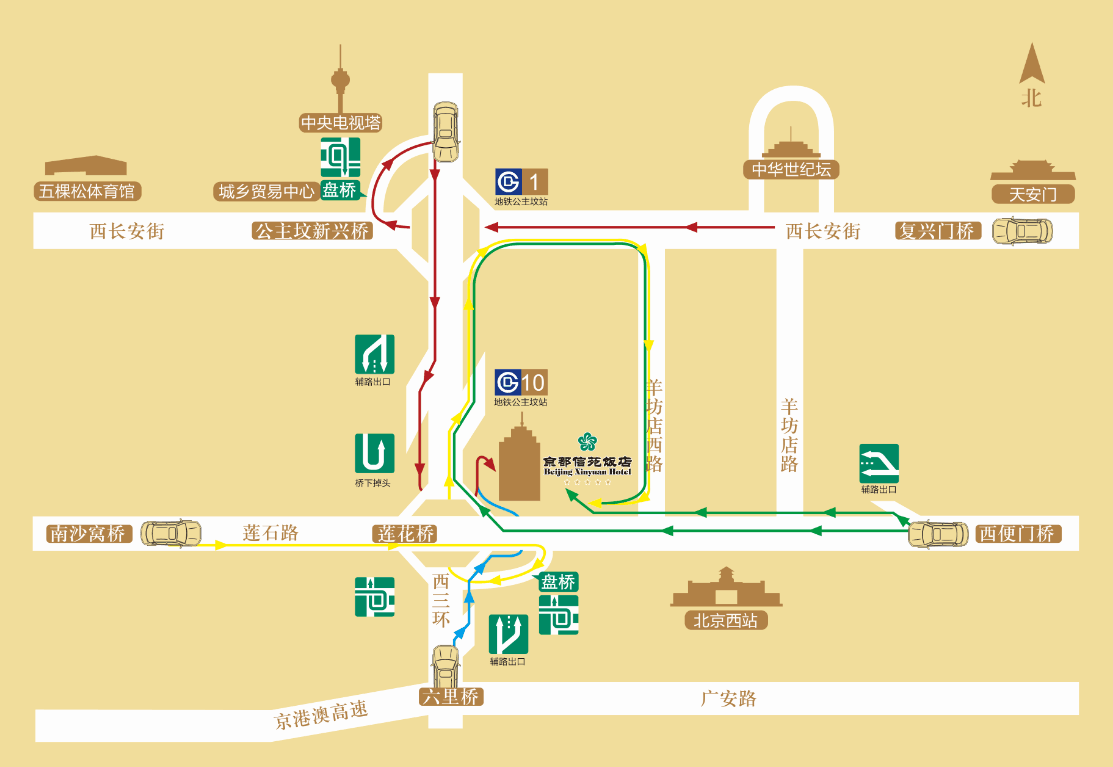 北
中央电视塔
五棵松体育馆
城乡贸易中心
盘桥
1
地铁公主坟站
中华世纪坛
天安门
西长安街
公主坟新兴桥
西长安街
复兴门桥
辅路出口
10
地铁公主坟站
羊坊店西路
羊坊店路
桥下掉头
京都信苑饭店
Beijing Xinyuan Hotel
辅路出口
南沙窝桥
莲石路
莲花桥
西便门桥
西三环
盘桥
北京西站
辅路出口
六里桥
京港澳高速
广安路